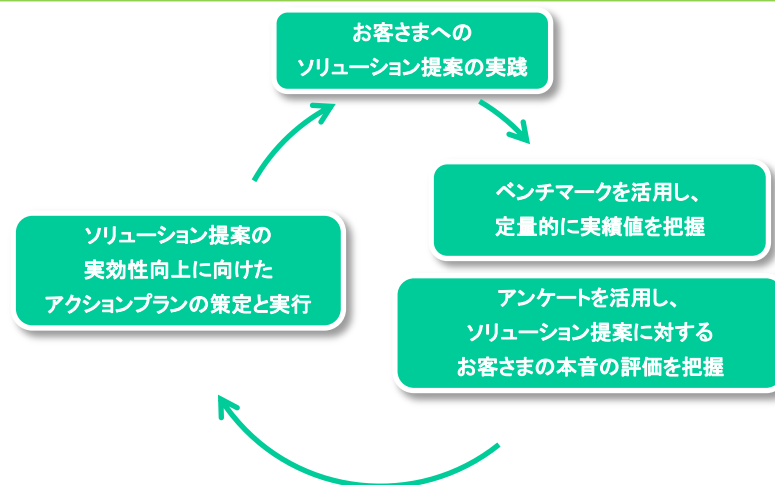 お客さまへの
ソリューション提案の実践
ベンチマークを活用し、
定量的に実績値を把握
アンケートを活用し、
ソリューション提案に対する
お客さまの本音の評価を把握
ソリューション提案の
実効性向上に向けた
アクションプランの策定と実行